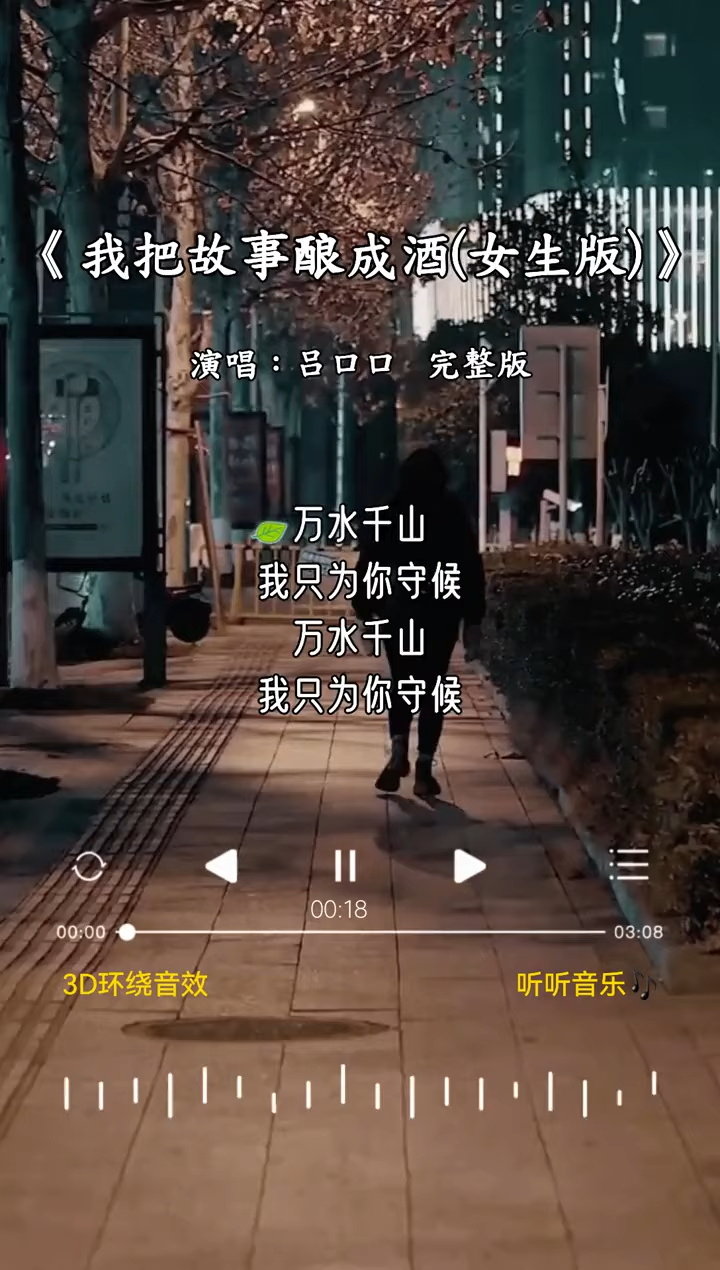 《我把故事酿成酒(女生版)》
演唱：吕口口 完整版
万水千山
我只为你守候
万水千山
我只为你守候
00:18
00:00 03:08
3D环绕音效 听听音乐